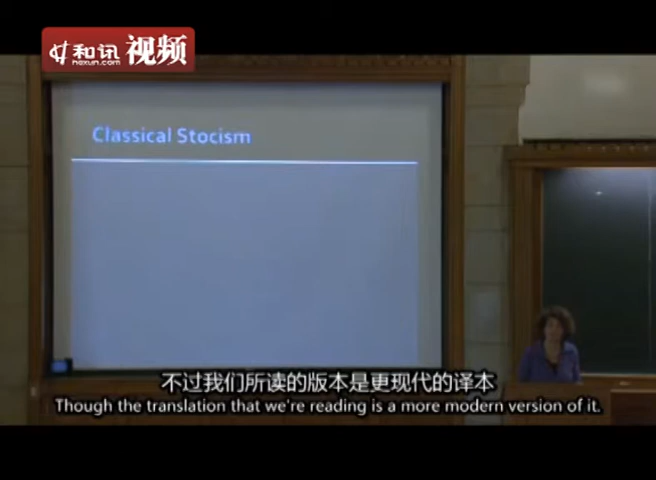 和讯 视频
hexun.com
Classical Stocism
不过我们所读的版本是更现代的译本
Though the translation that we're reading is a more modern version of it.